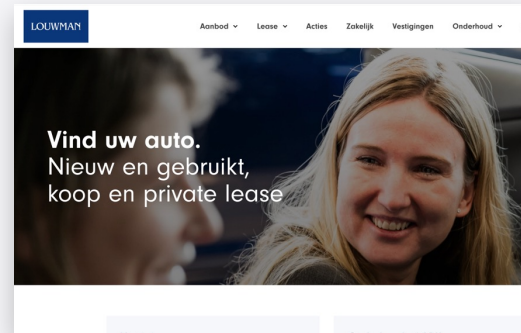 LOUWMAN
Aanbod Lease Acties Zakelijk Vestigingen Onderhoud
Vind uw auto.
Nieuw en gebruikt,
koop en private lease